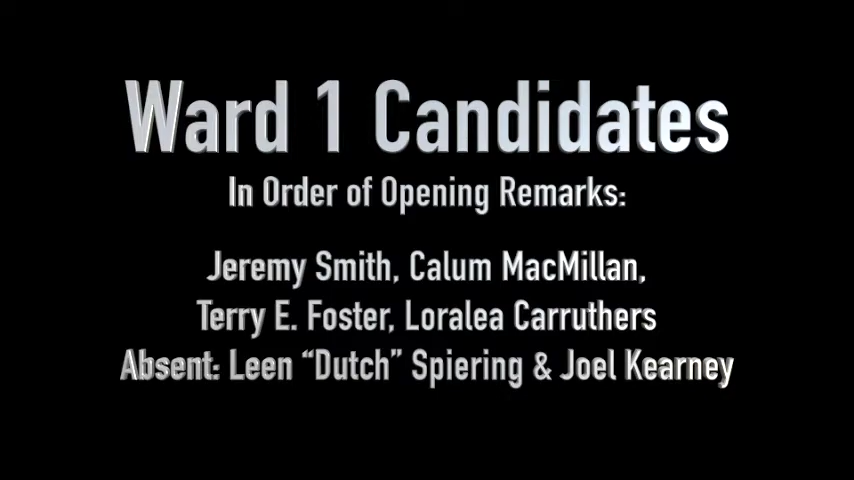 Ward 1 Candidates
In Order of Opening Remarks:
Jeremy Smith, Calum MacMillan,
Terry E. Foster, Loralea Carruthers
Absent: Leen “Dutch” Spiering & Joel Kearney